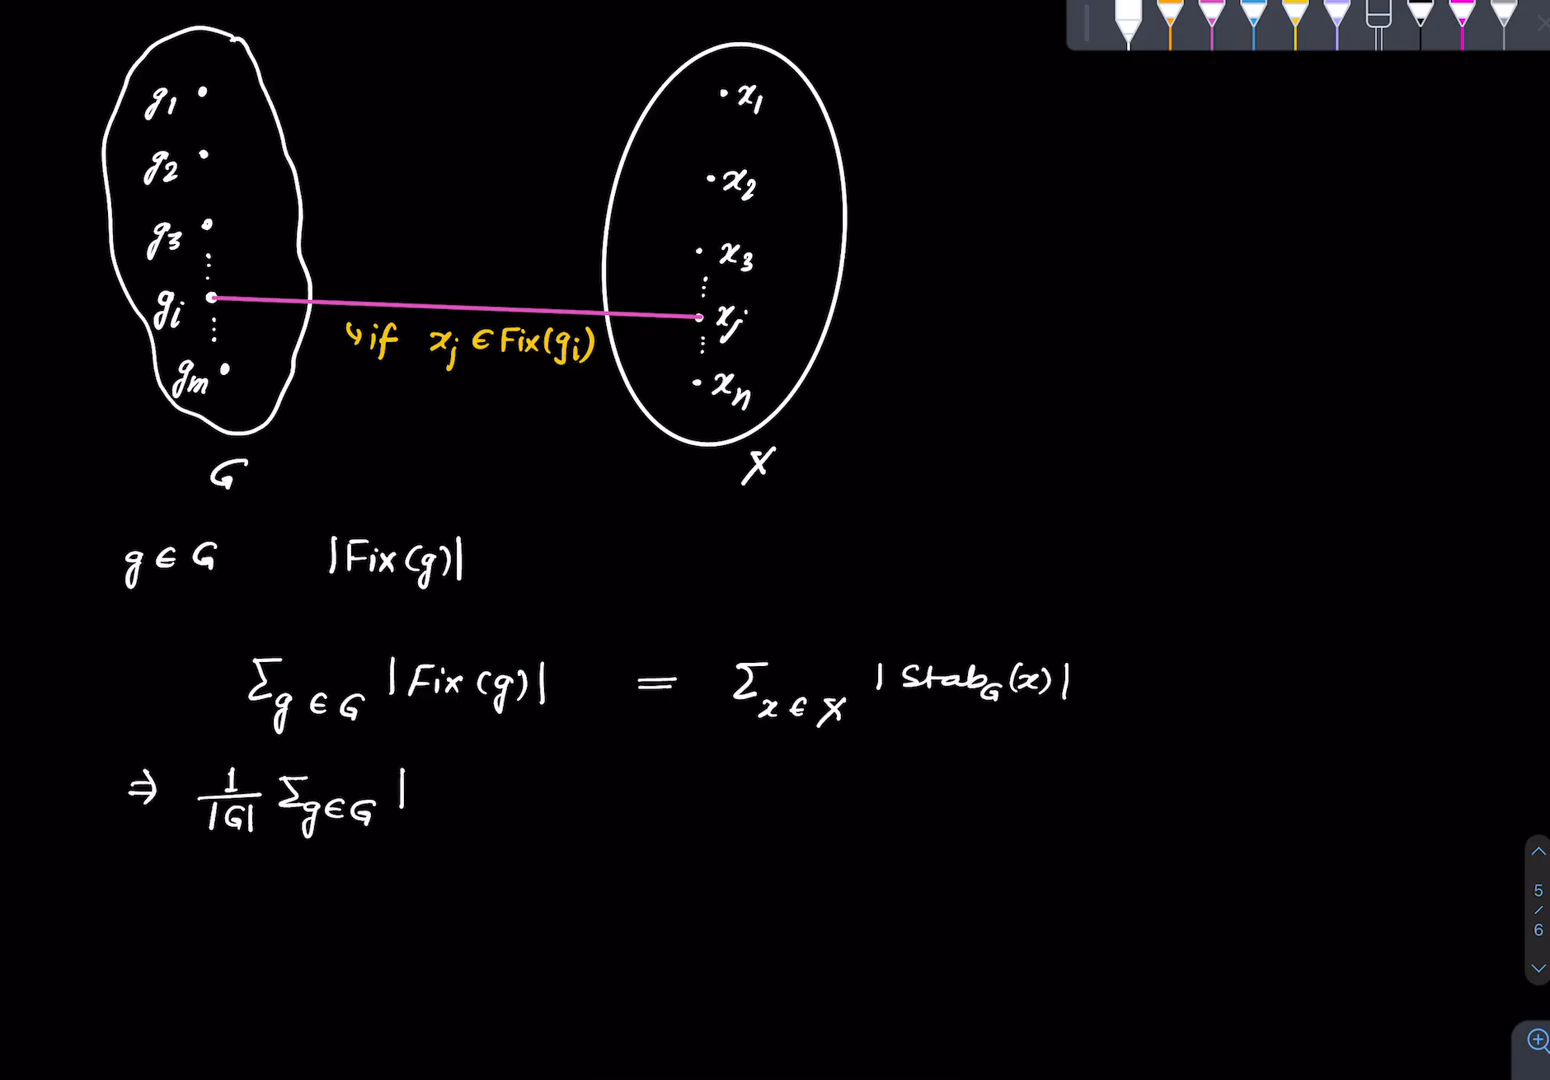 g1 . . x1
g2 . . x2
g3 . . x3
gi xj
↳ if xj ∈ Fix(gi)
gm . . xn
G X
g ∈ G |Fix(g)|
Σg ∈ G |Fix(g)| = Σx ∈ X |StabG(x)|
⇒ 1/|G| Σg∈G |
5
/
6